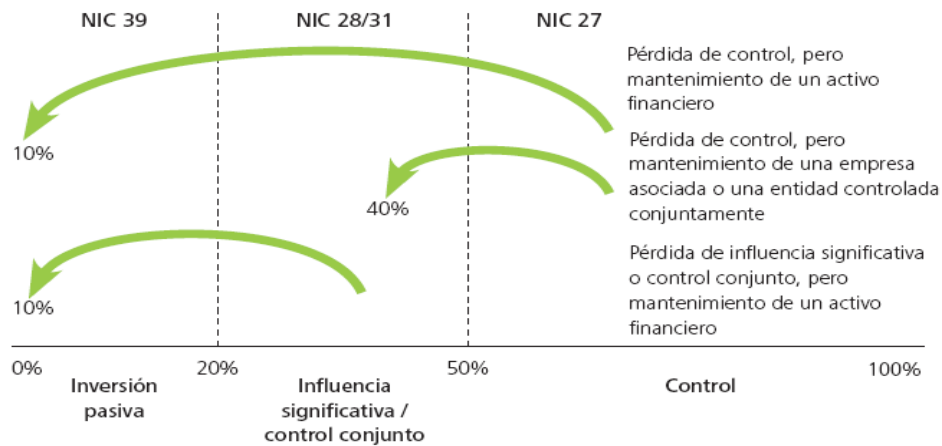 NIC 39
NIC 28/31
NIC 27
Pérdida de control, pero
mantenimiento de un activo
financiero
10%
Pérdida de control, pero
mantenimiento de una empresa
asociada o una entidad controlada
conjuntamente
40%
Pérdida de influencia significativa
o control conjunto, pero
mantenimiento de un activo
financiero
10%
0%
20%
50%
100%
Inversión
pasiva
Influencia
significativa /
control conjunto
Control